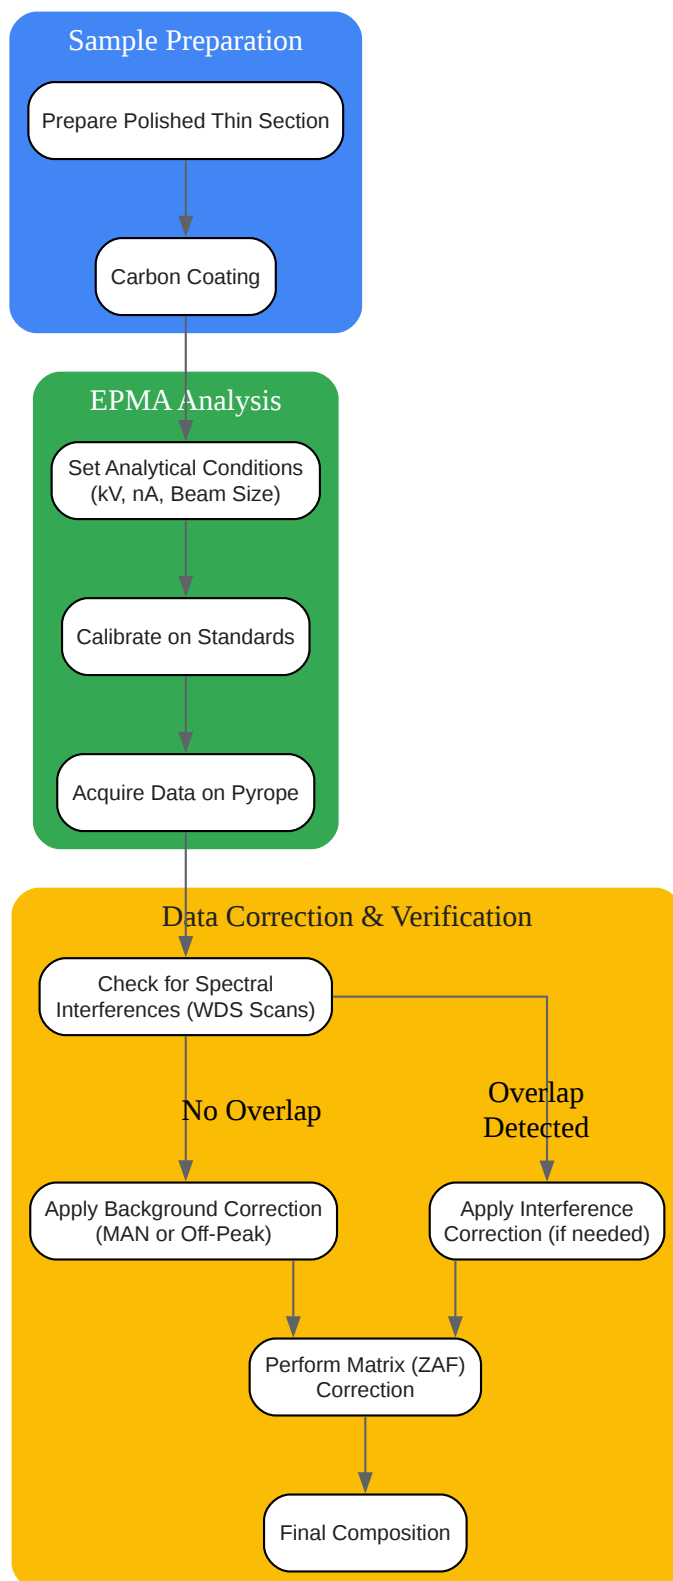 Sample Preparation
Prepare Polished Thin Section
Carbon Coating
EPMA Analysis
Set Analytical Conditions
(kV, nA, Beam Size)
Calibrate on Standards
Acquire Data on Pyrope
Data Correction & Verification
Check for Spectral
Interferences (WDS Scans)
No Overlap
Overlap
Detected
Apply Background Correction
(MAN or Off-Peak)
Apply Interference
Correction (if needed)
Perform Matrix (ZAF)
Correction
Final Composition